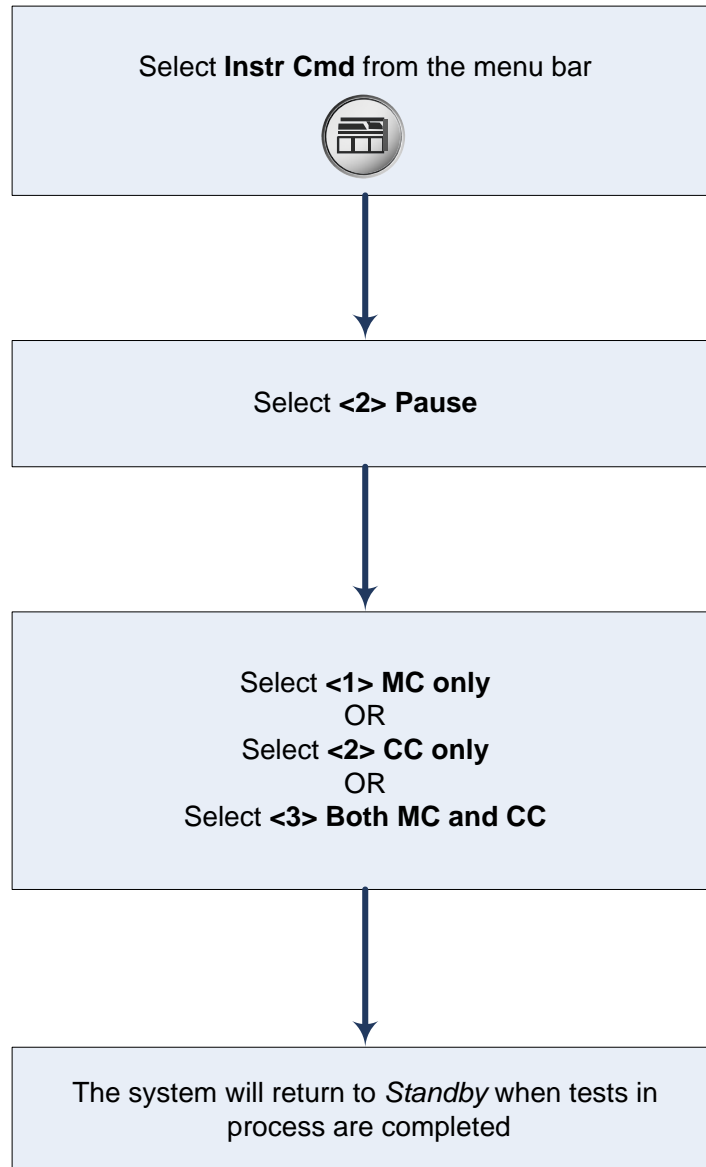 Select Instr Cmd from the menu bar
Select <2> Pause
Select <1> MC only
OR
Select <2> CC only
OR
Select <3> Both MC and CC
The system will return to Standby when tests in
process are completed